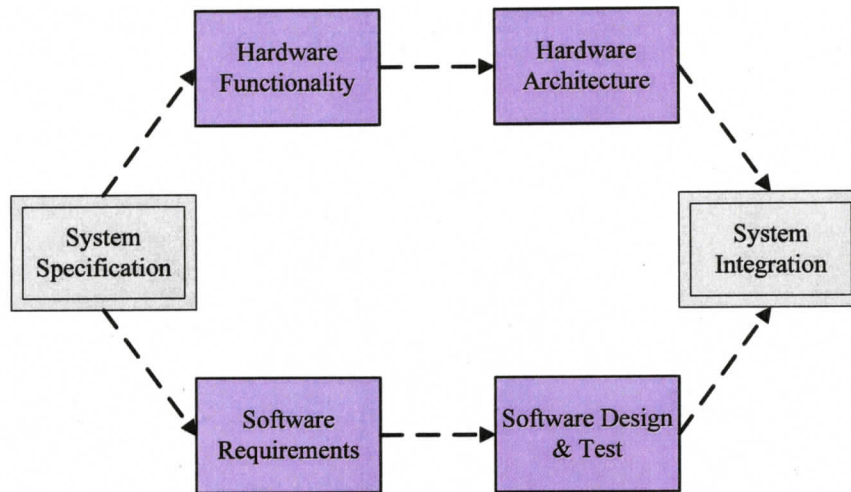 Hardware
Functionality
Hardware
Architecture
System
Specification
System
Integration
Software
Requirements
Software Design
& Test